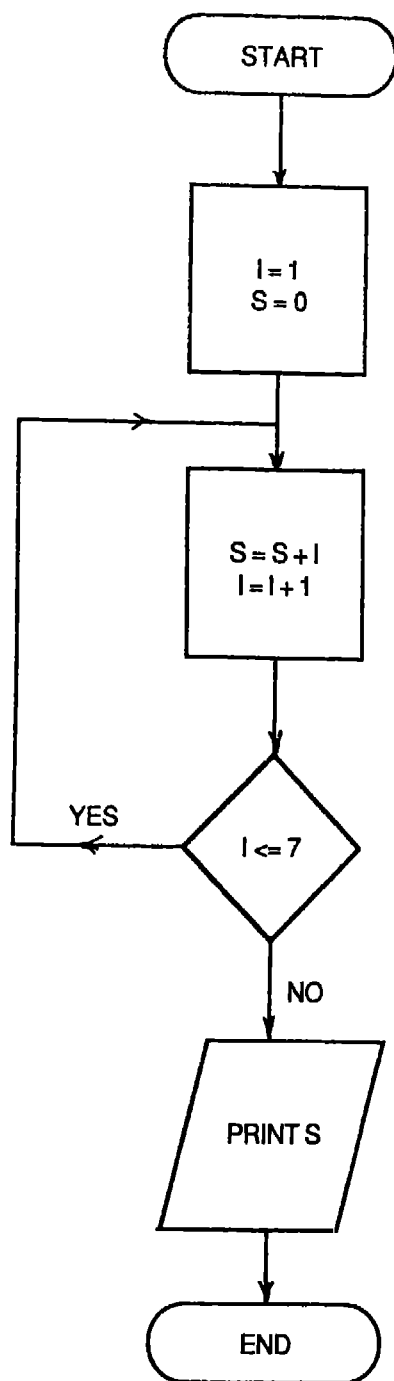 START
I = 1
S = 0
S = S + I
I = I + 1
I <= 7
YES
NO
PRINT S
END